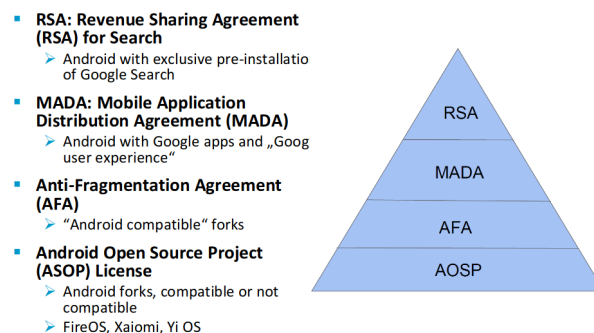 RSA: Revenue Sharing Agreement
(RSA) for Search
Android with exclusive pre-installatio
of Google Search
MADA: Mobile Application
Distribution Agreement (MADA)
Android with Google apps and „Goog
user experience“
Anti-Fragmentation Agreement
(AFA)
“Android compatible“ forks
Android Open Source Project
(ASOP) License
Android forks, compatible or not
compatible
FireOS, Xaiomi, Yi OS
RSA
MADA
AFA
AOSP